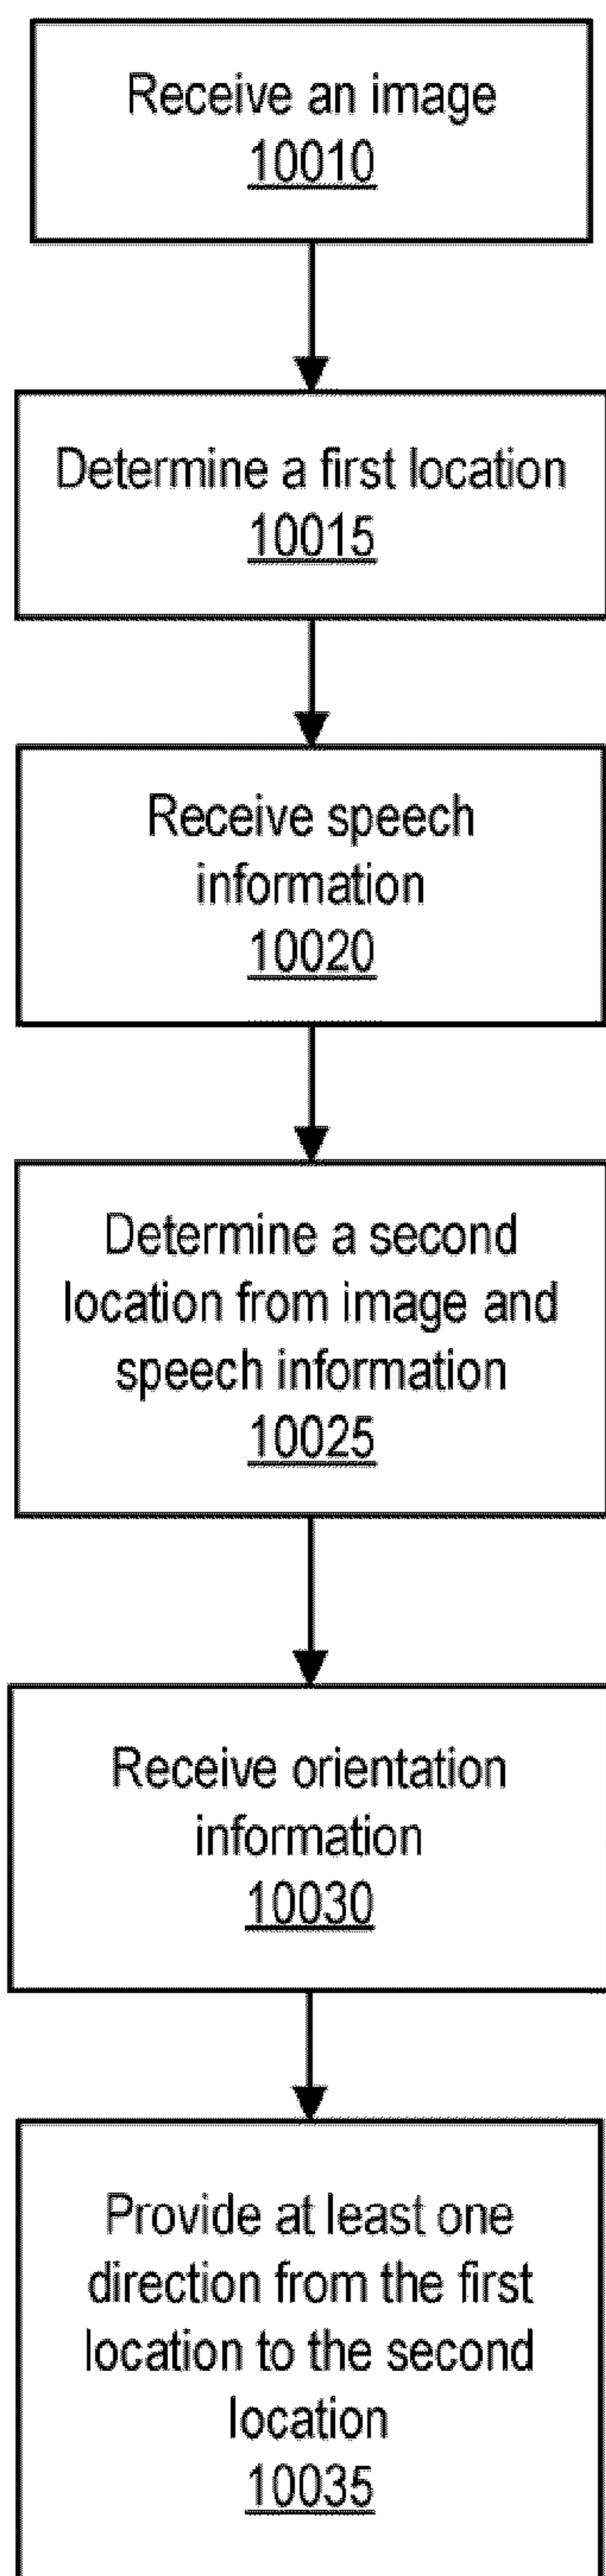 Receive an image
10010
Determine a first location
10015
Receive speech
information
10020
Determine a second
location from image and
speech information
10025
Receive orientation
information
10030
Provide at least one
direction from the first
location to the second
location
10035